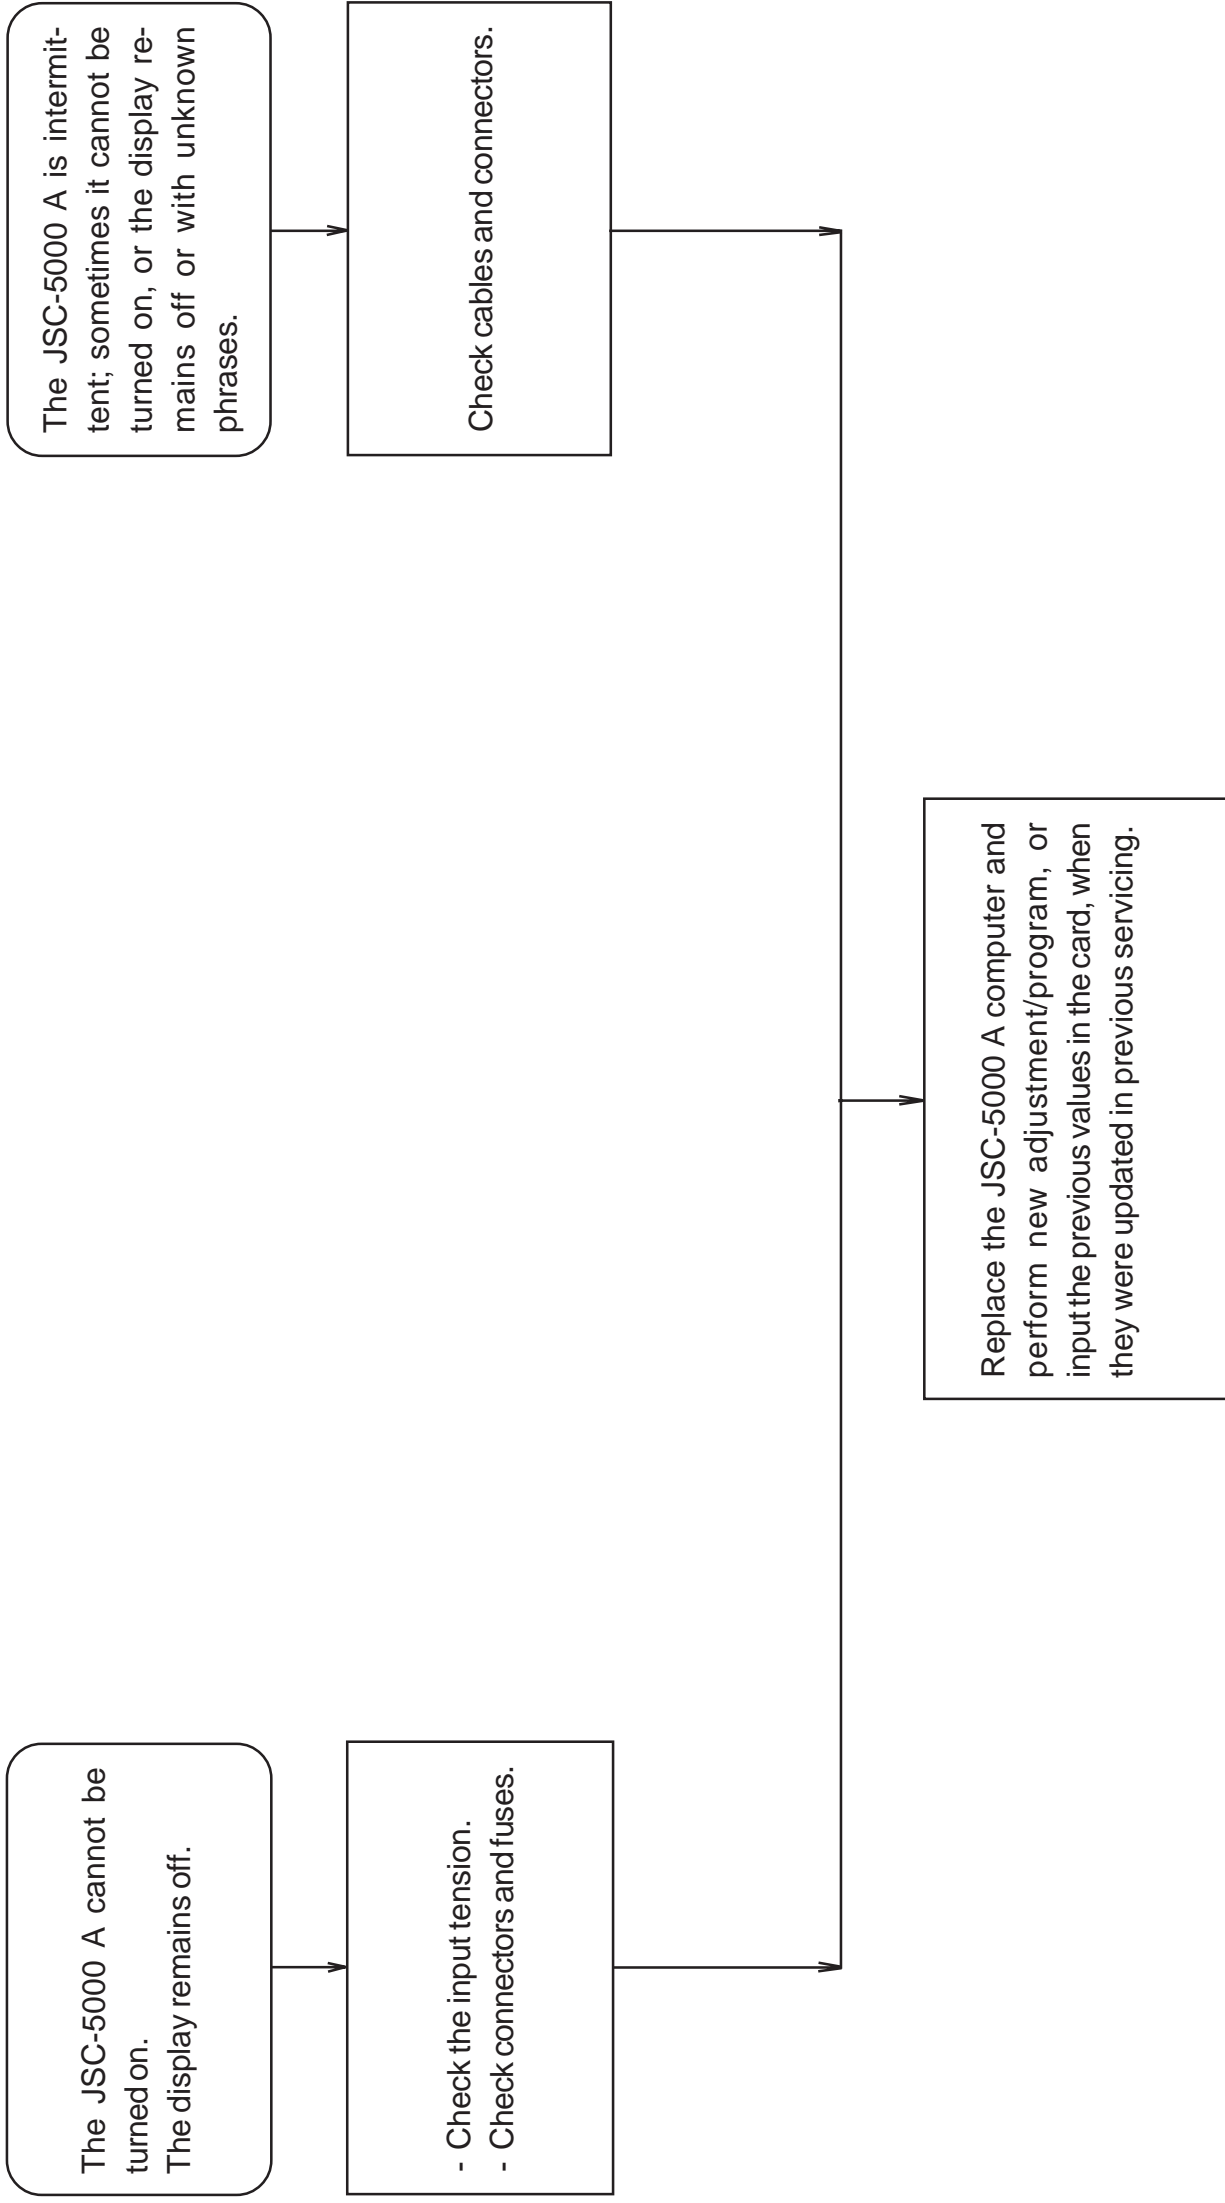 The JSC-5000 A cannot be
turned on.
The display remains off.
- Check the input tension.
- Check connectors and fuses.
The JSC-5000 A is intermit-
tent; sometimes it cannot be
turned on, or the display re-
mains off or with unknown
phrases.
Check cables and connectors.
Replace the JSC-5000 A computer and
perform new adjustment/program, or
input the previous values in the card, when
they were updated in previous servicing.